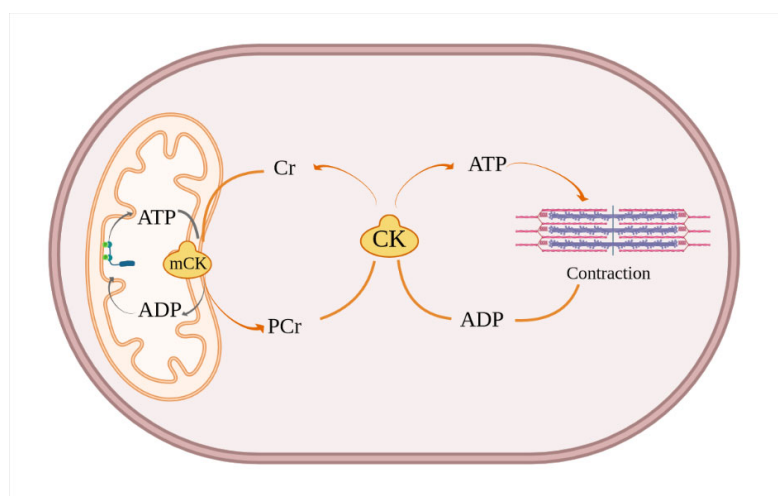 Cr
ATP
ATP
CK
mCK
Contraction
ADP
PCr
ADP